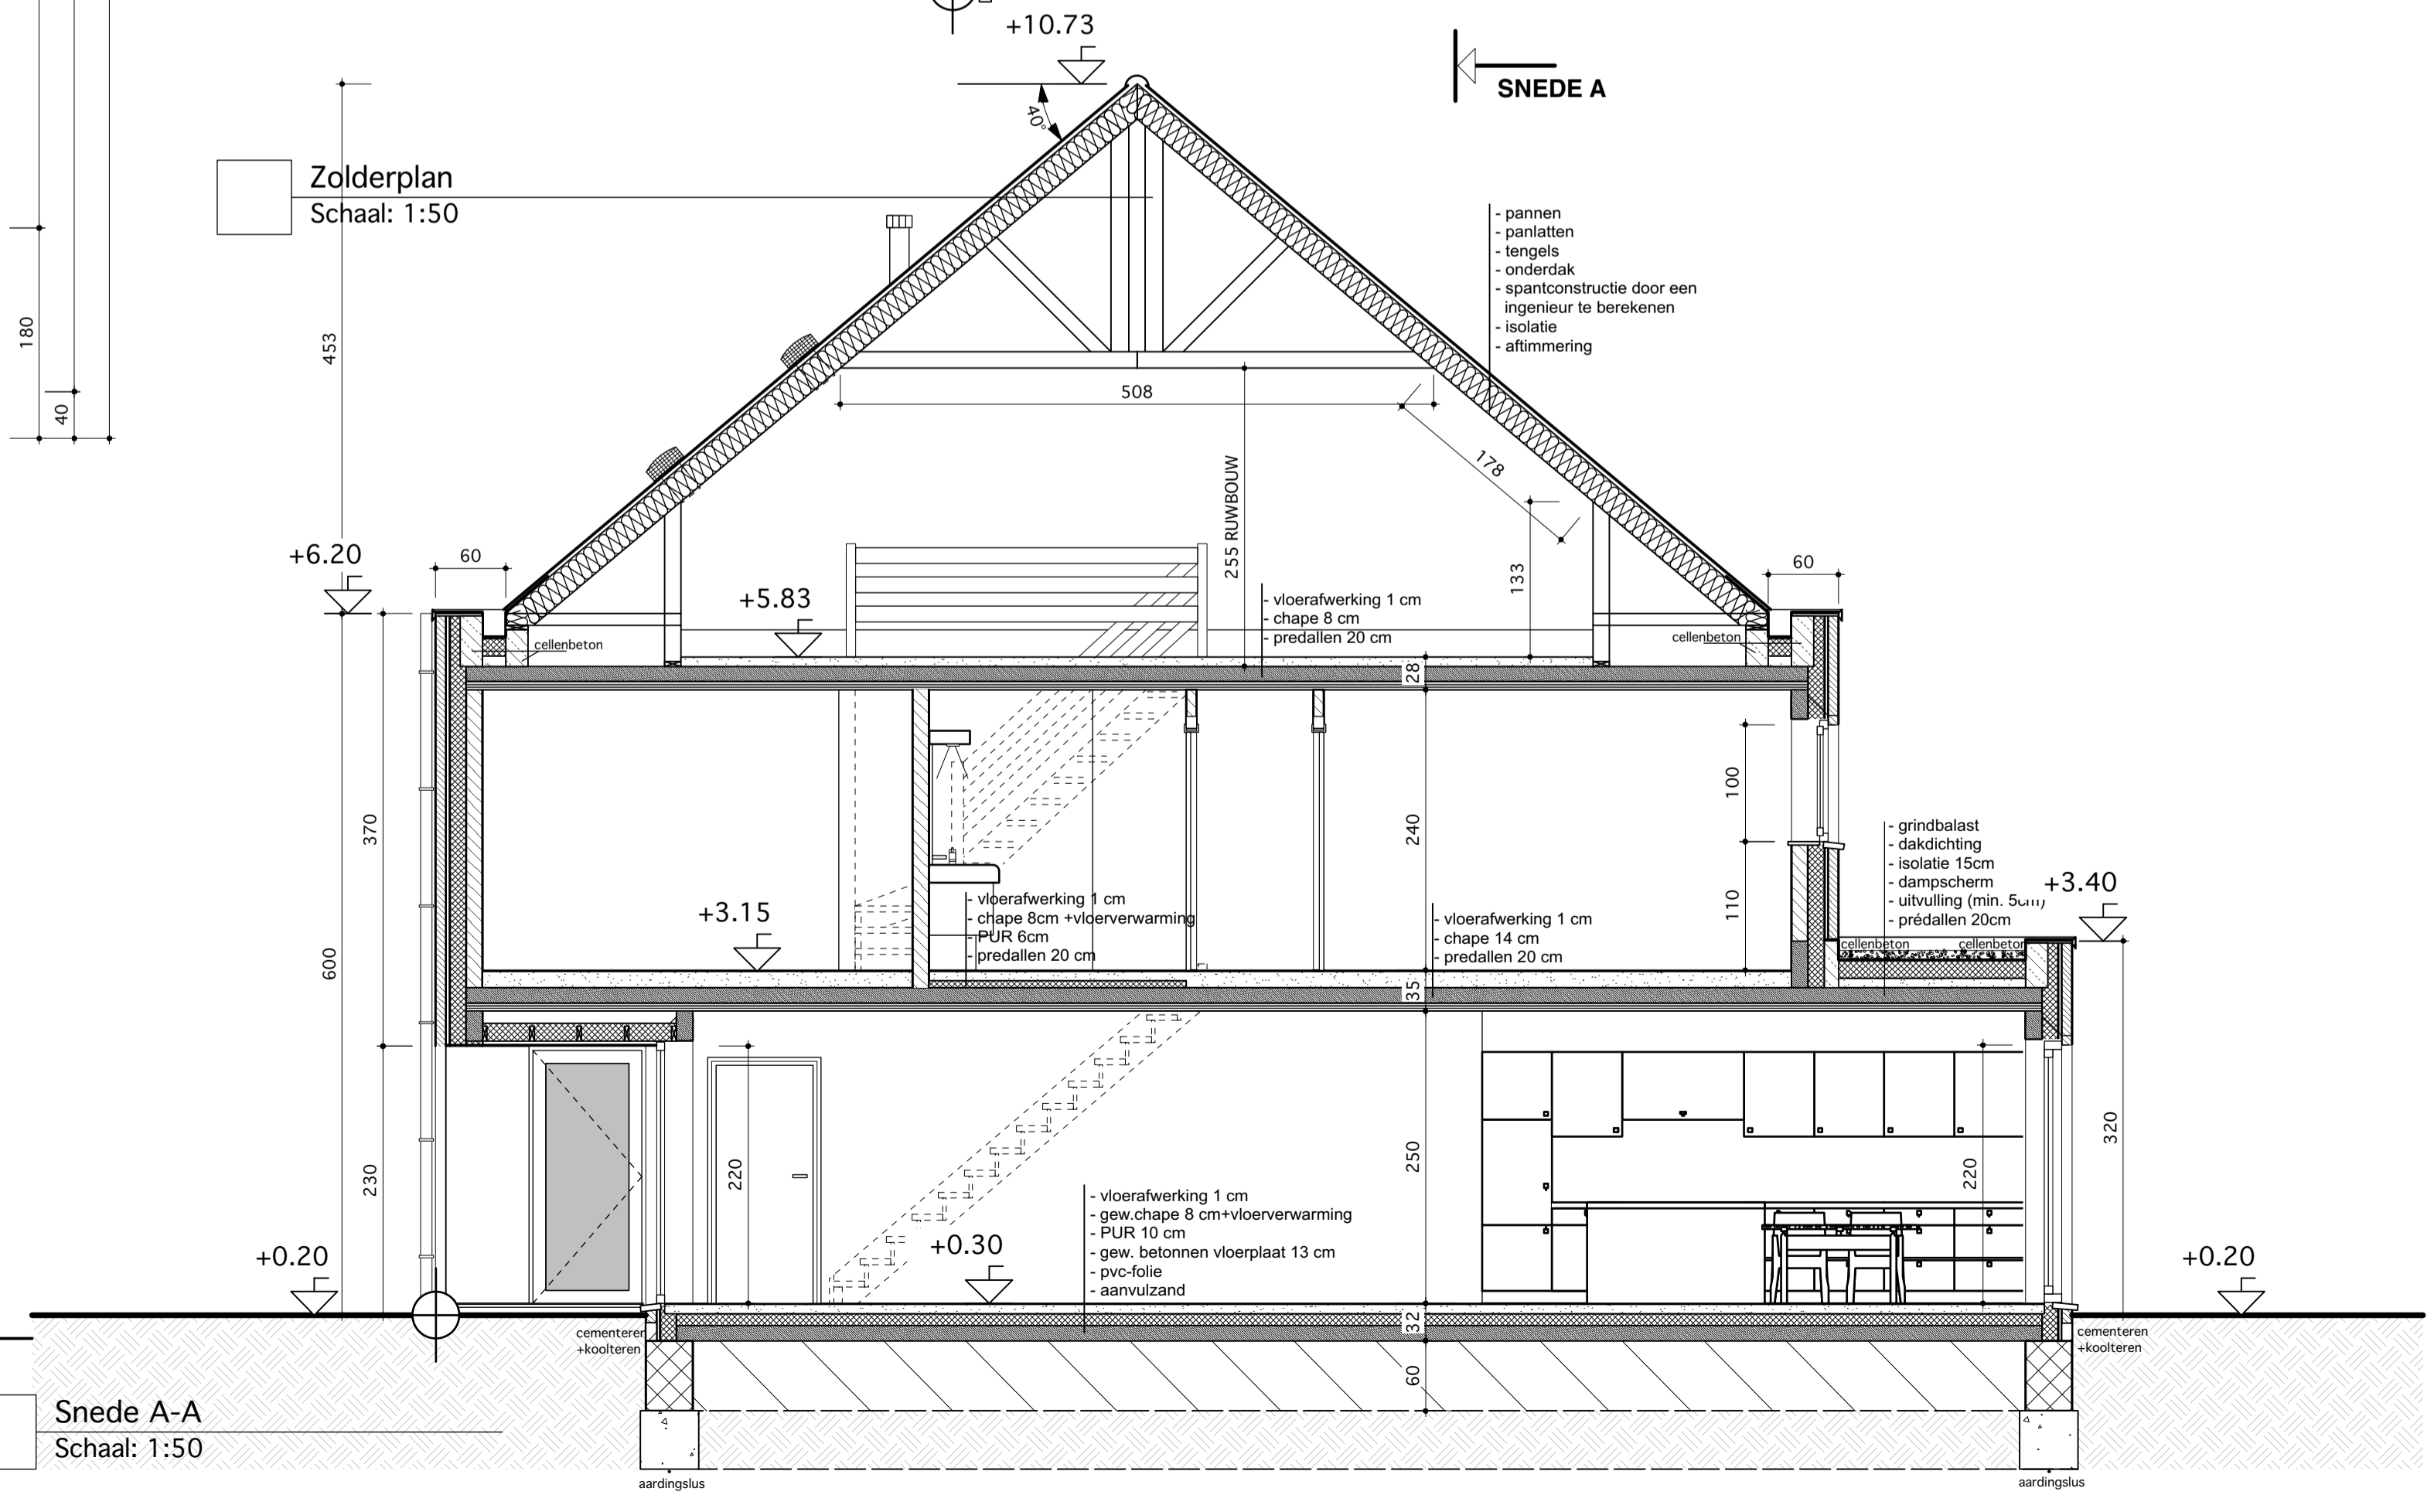 +10.73
SNEDE A
40°
Zolderplan
Schaal: 1:50
- pannen
- panlatten
- tengels
- onderdak
- spantconstructie door een
ingenieur te berekenen
- isolatie
- aftimmering
180
453
40
508
178
255 RUWBOUW
133
+6.20
60
60
+5.83
- vloerafwerking 1 cm
- chape 8 cm
- predallen 20 cm
cellenbeton
cellenbeton
28
370
240
100
- grindbalast
- dakdichting
- isolatie 15cm
- dampscherm
- uitvulling (min. 5cm)
- prédallen 20cm
+3.40
110
+3.15
- vloerafwerking 1 cm
- chape 8cm +vloerverwarming
- PUR 6cm
- predallen 20 cm
- vloerafwerking 1 cm
- chape 14 cm
- predallen 20 cm
cellenbeton
cellenbeton
600
35
230
220
250
220
320
- vloerafwerking 1 cm
- gew.chape 8 cm+vloerverwarming
- PUR 10 cm
- gew. betonnen vloerplaat 13 cm
- pvc-folie
- aanvulzand
+0.20
+0.30
+0.20
cementeren
+koolteren
32
cementeren
+koolteren
60
Snede A-A
Schaal: 1:50
aardingslus
aardingslus